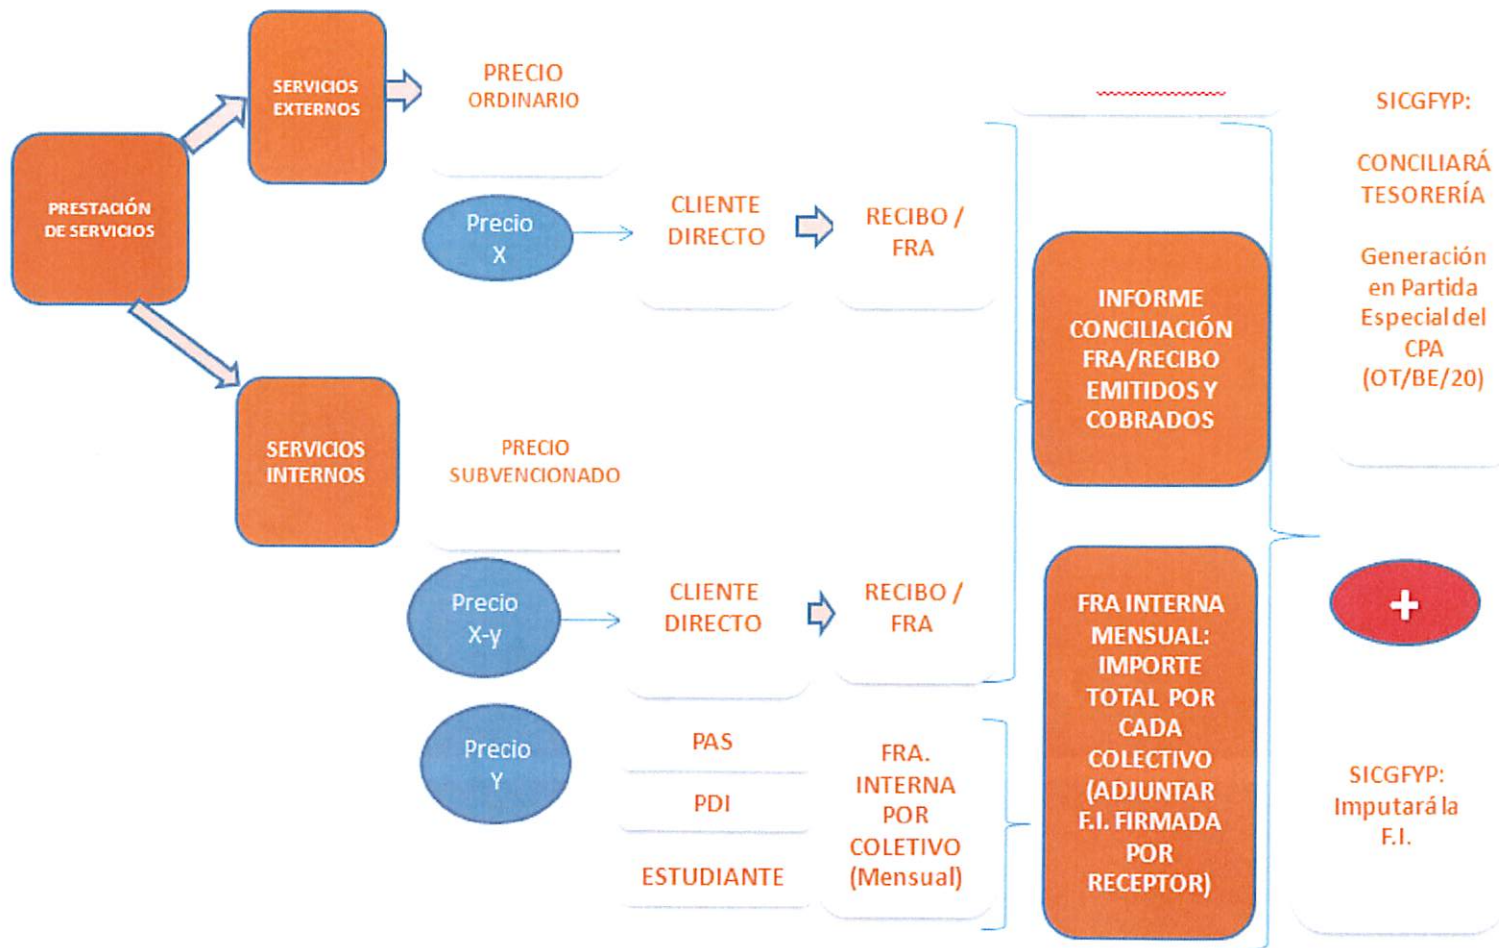 PRESTACIÓN
DE SERVICIOS
SERVICIOS
EXTERNOS
PRECIO
ORDINARIO
Precio
X
CLIENTE
DIRECTO
RECIBO /
FRA
SERVICIOS
INTERNOS
PRECIO
SUBVENCIONADO
Precio
X-y
CLIENTE
DIRECTO
RECIBO /
FRA
Precio
Y
PAS
PDI
ESTUDIANTE
FRA.
INTERNA
POR
COLETIVO
(Mensual)
INFORME
CONCILIACIÓN
FRA/RECIBO
EMITIDOS Y
COBRADOS
FRA INTERNA
MENSUAL:
IMPORTE
TOTAL POR
CADA
COLECTIVO
(ADJUNTAR
F.I. FIRMADA
POR
RECEPTOR)
SICGFYP:
CONCILIARÁ
TESORERÍA
Generación
en Partida
Especial del
CPA
(OT/BE/20)
+
SICGFYP:
Imputará la
F.I.